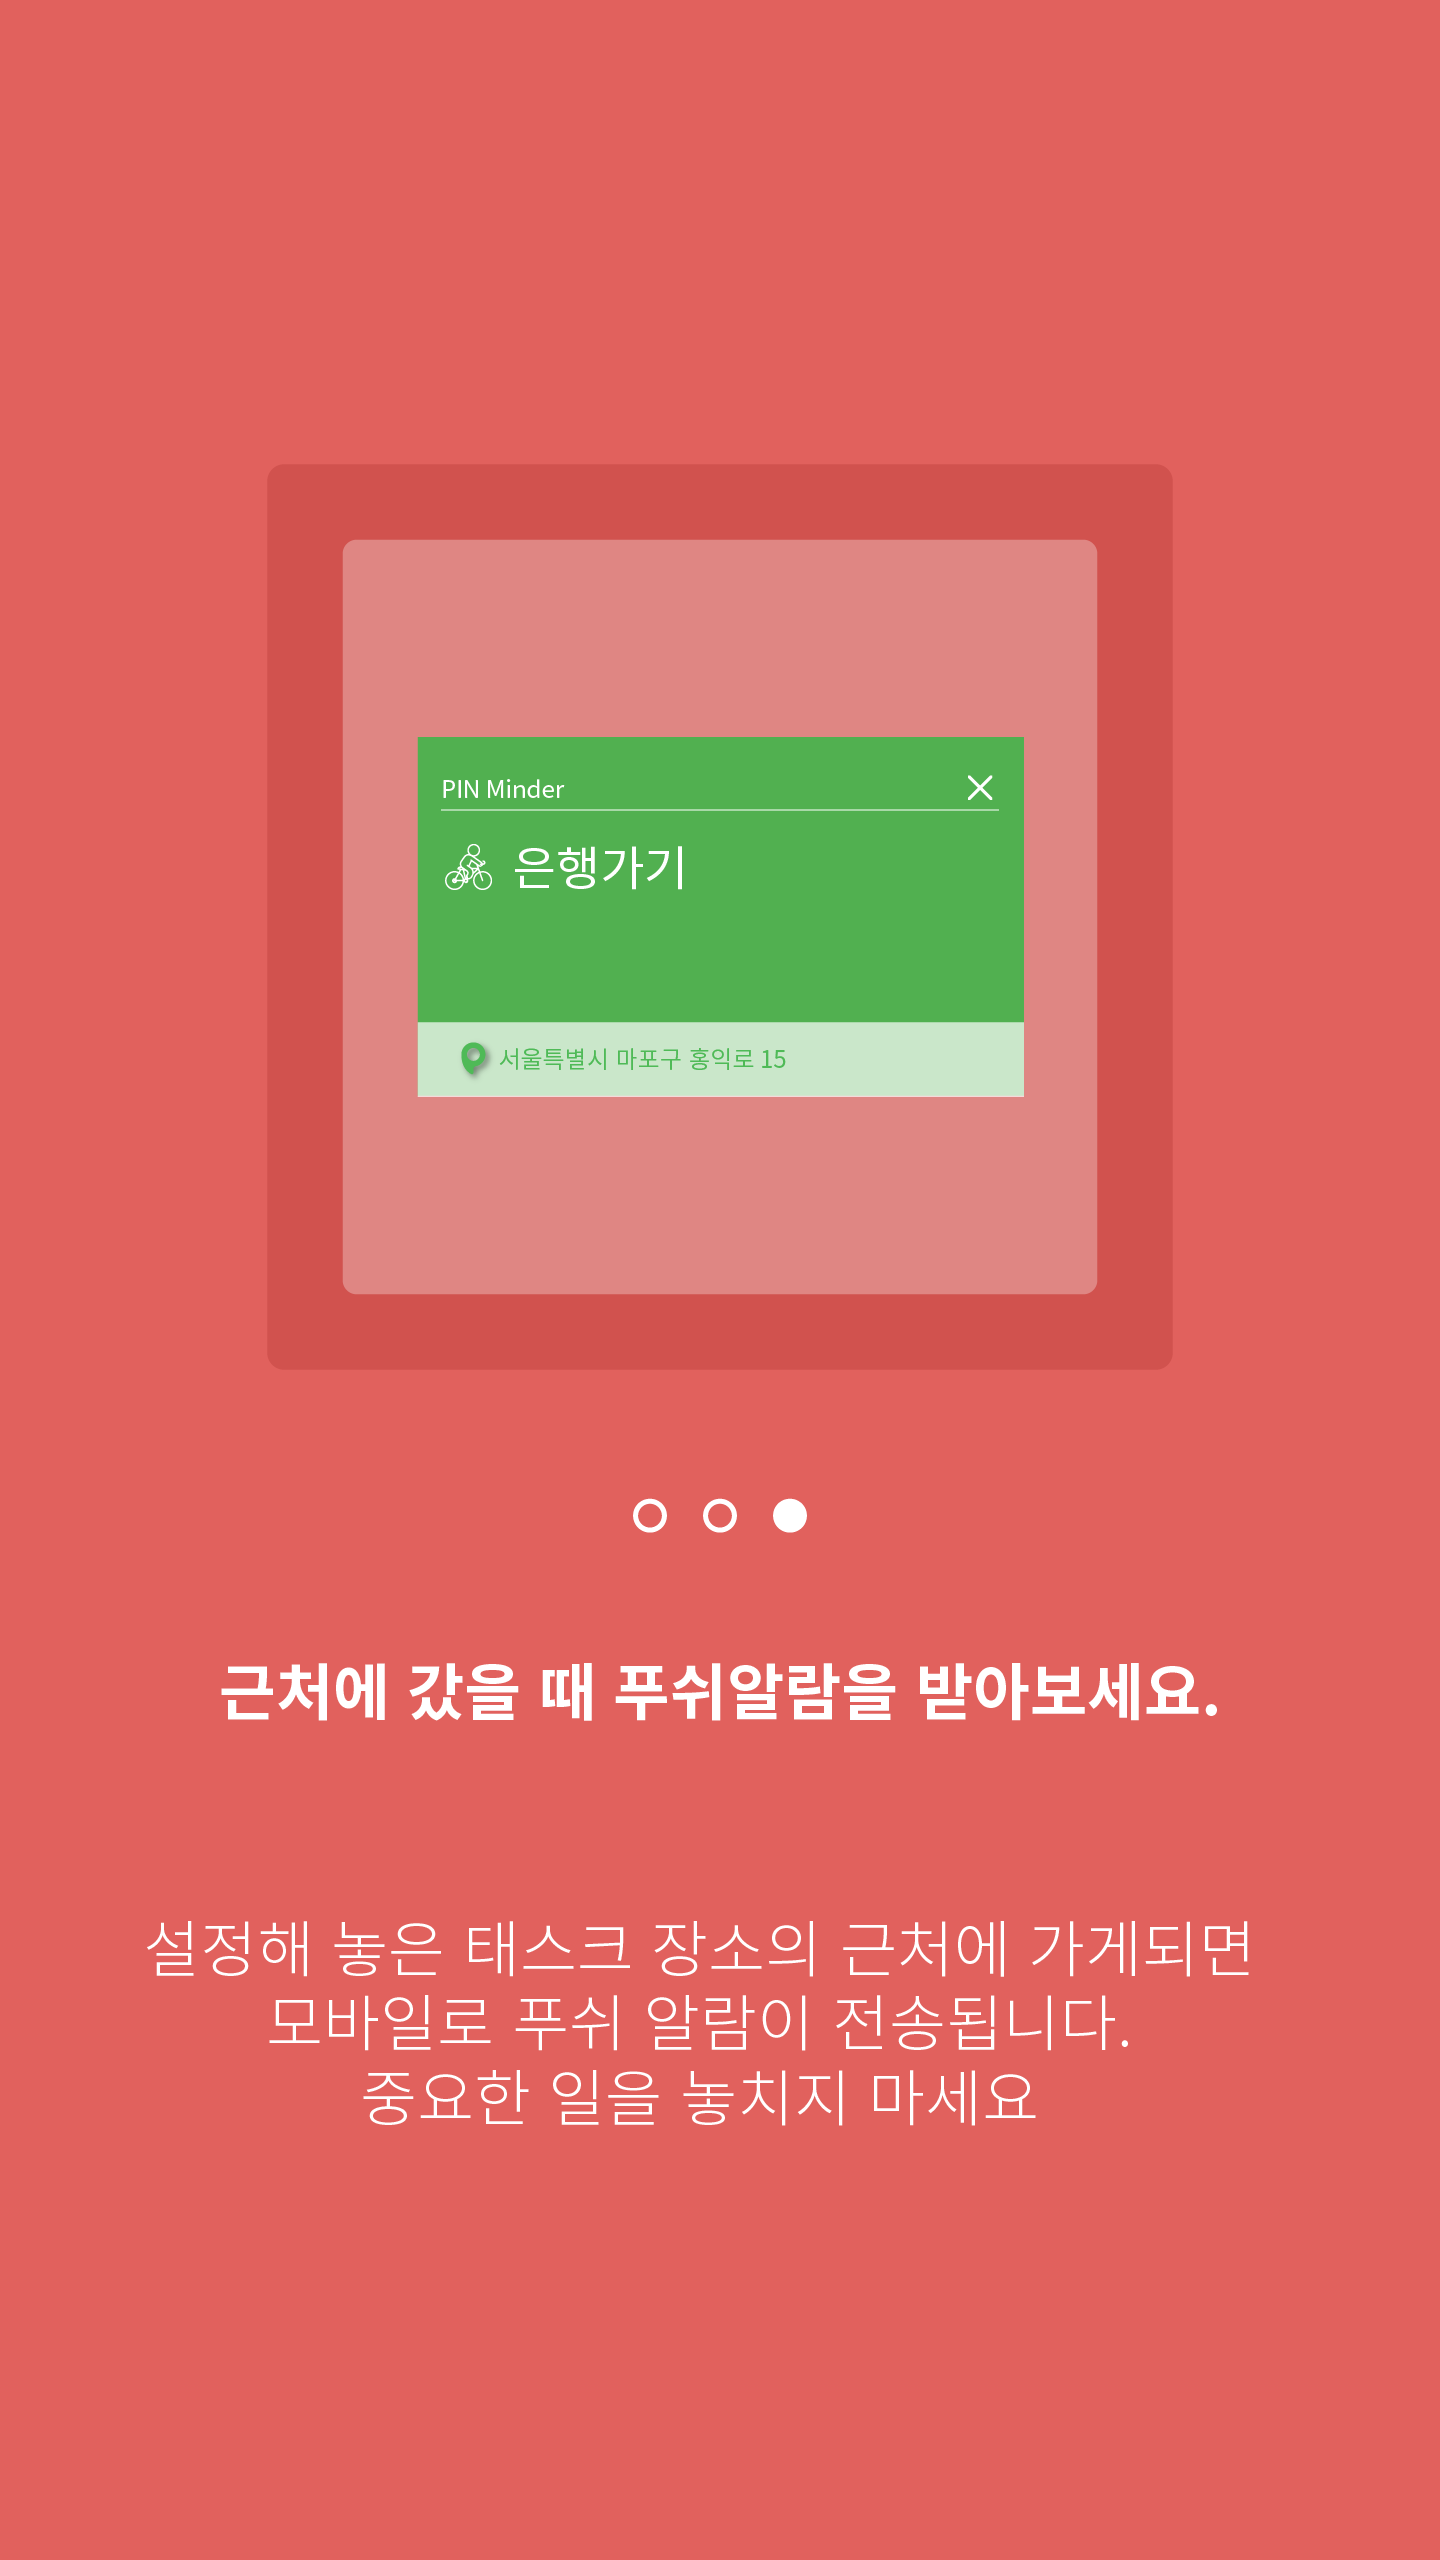 PIN Minder
은행가기
서울특별시 마포구 홍익로 15
근처에 갔을 때 푸쉬알람을 받아보세요.
설정해 놓은 태스크 장소의 근처에 가게되면
모바일로 푸쉬 알람이 전송됩니다.
중요한 일을 놓치지 마세요